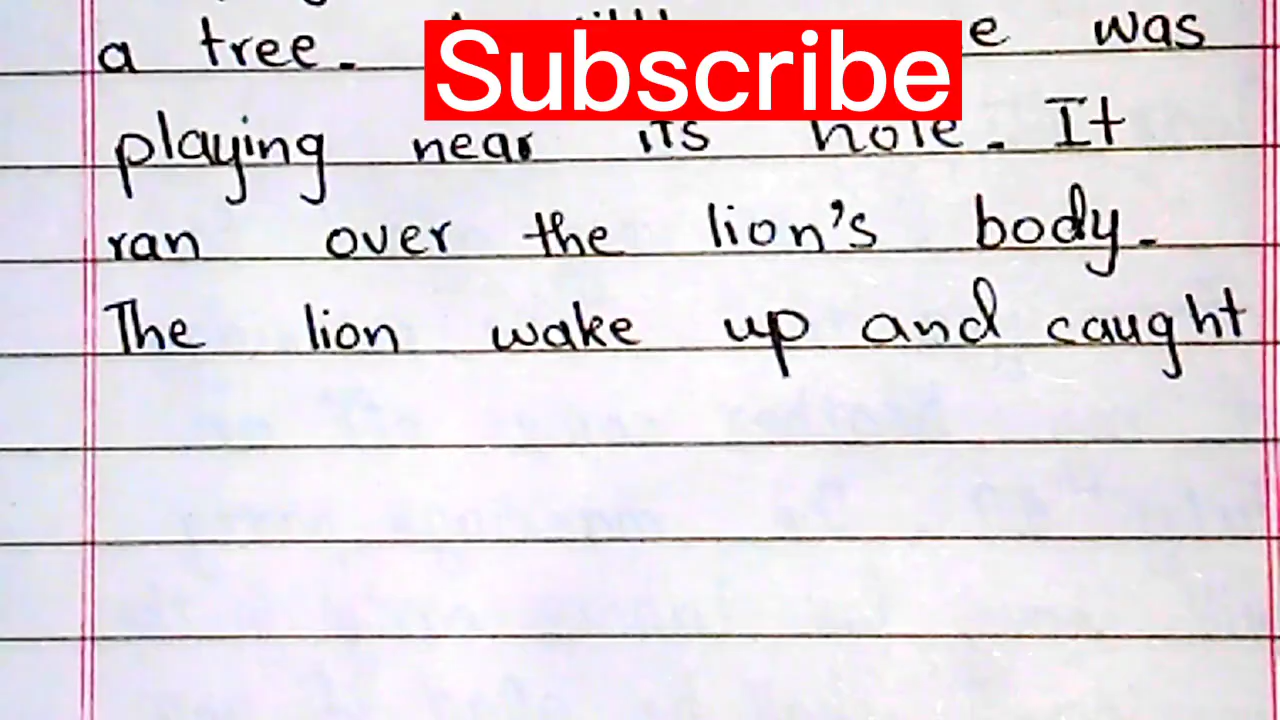 a tree. e was
Subscribe
playing near its hole. It
ran over the lion's body.
The lion wake up and caught